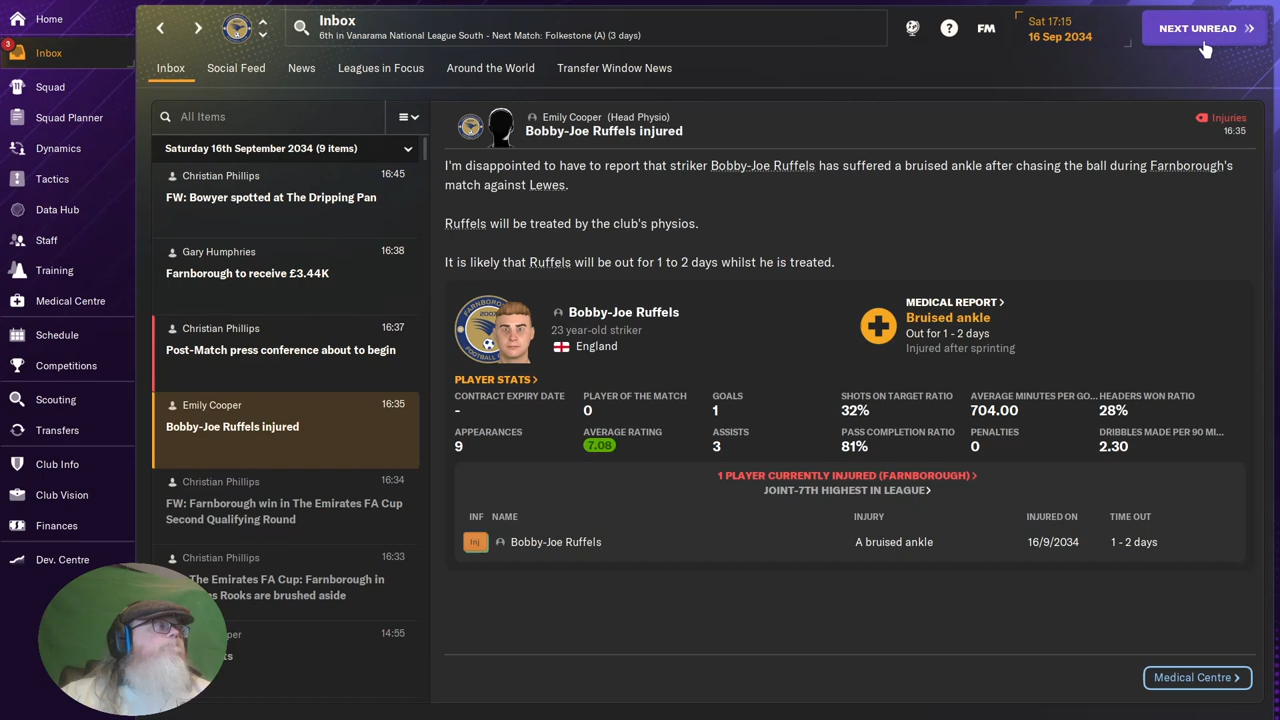 Home
Inbox
6th in Vanarama National League South - Next Match: Folkestone (A) (3 days)
FM
Sat 17:15
16 Sep 2034
NEXT UNREAD
3
Inbox
Squad
Squad Planner
Dynamics
Tactics
Data Hub
Staff
Training
Medical Centre
Schedule
Competitions
Scouting
Transfers
Club Info
Club Vision
Finances
Dev. Centre
Inbox
Social Feed
News
Leagues in Focus
Around the World
Transfer Window News
All Items
Saturday 16th September 2034 (9 items)
Christian Phillips 16:45
FW: Bowyer spotted at The Dripping Pan
Gary Humphries 16:38
Farnborough to receive £3.44K
Christian Phillips 16:37
Post-Match press conference about to begin
Emily Cooper 16:35
Bobby-Joe Ruffels injured
Christian Phillips 16:34
FW: Farnborough win in The Emirates FA Cup
Second Qualifying Round
Christian Phillips 16:33
The Emirates FA Cup: Farnborough in
Rooks are brushed aside
14:55
Emily Cooper (Head Physio)
Bobby-Joe Ruffels injured
Injuries
16:35
I'm disappointed to have to report that striker Bobby-Joe Ruffels has suffered a bruised ankle after chasing the ball during Farnborough's
match against Lewes.
Ruffels will be treated by the club's physios.
It is likely that Ruffels will be out for 1 to 2 days whilst he is treated.
Bobby-Joe Ruffels
23 year-old striker
England
MEDICAL REPORT
Bruised ankle
Out for 1 - 2 days
Injured after sprinting
PLAYER STATS
CONTRACT EXPIRY DATE PLAYER OF THE MATCH GOALS SHOTS ON TARGET RATIO AVERAGE MINUTES PER GO... HEADERS WON RATIO
- 0 1 32% 704.00 28%
APPEARANCES AVERAGE RATING ASSISTS PASS COMPLETION RATIO PENALTIES DRIBBLES MADE PER 90 MI...
9 7.08 3 81% 0 2.30
1 PLAYER CURRENTLY INJURED (FARNBOROUGH)
JOINT-7TH HIGHEST IN LEAGUE
INF NAME INJURY INJURED ON TIME OUT
Inj Bobby-Joe Ruffels A bruised ankle 16/9/2034 1 - 2 days
Medical Centre